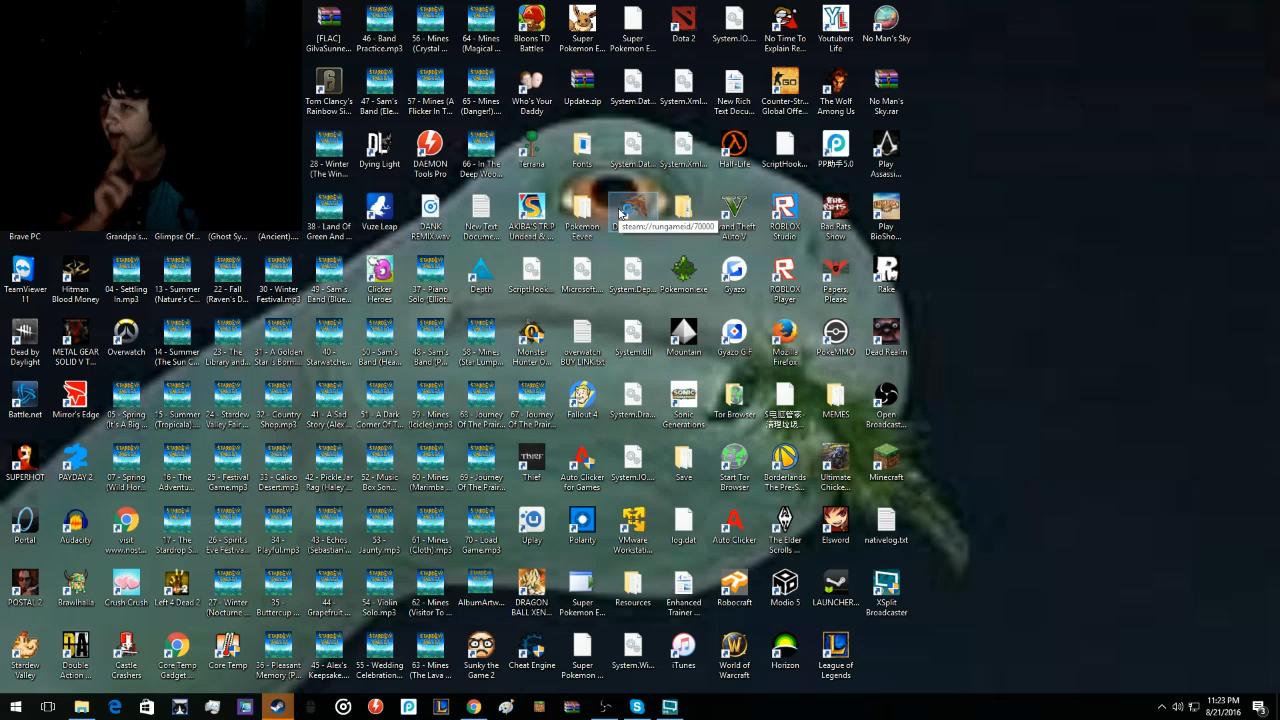 [FLAC] GilvaSunne...
46 - Band Practice.mp3
56 - Mines (Crystal ...
64 - Mines (Magical ...
Bloons TD Battles
Super Pokemon E...
Super Pokemon E...
Dota 2
System.IO....
No Time To Explain Re...
Youtubers Life
No Man's Sky
Tom Clancy's Rainbow Si...
47 - Sam's Band (Ele...
57 - Mines (A Flicker In T...
65 - Mines (Danger!)....
Who's Your Daddy
Update.zip
System.Dat...
System.Xml...
New Rich Text Docu...
Counter-Str... Global Offe...
The Wolf Among Us
No Man's Sky.rar
28 - Winter (The Win...
Dying Light
DAEMON Tools Pro
66 - In The Deep Woo...
Terraria
Fonts
System.Dat...
System.Xml...
Half-Life
ScriptHook...
PP助手5.0
Play Assassi...
Brave PC
Grandpa's...
Glimpse Of...
(Ghost Sy...
(Ancient)....
38 - Land Of Green And ...
Vuze Leap
DANK REMIX.wav
New Text Docume...
AKIBA'S TRIP Undead & ...
Pokemon Eevee
steam://rungameid/70000
rand Theft Auto V
ROBLOX Studio
Bad Rats Show
Play BioSho...
TeamViewer 11
Hitman Blood Money
04 - Settling In.mp3
13 - Summer (Nature's C...
22 - Fall (Raven's D...
30 - Winter Festival.mp3
49 - Sam's Band (Blue...
Clicker Heroes
37 - Piano Solo (Elliot...
Depth
ScriptHook...
Microsoft....
System.Dep...
Pokemon.exe
Gyazo
ROBLOX Player
Papers, Please
Rake
Dead by Daylight
METAL GEAR SOLID V T...
Overwatch
14 - Summer (The Sun C...
23 - The Library and...
31 - A Golden Star Is Born...
40 - Starwatche...
50 - Sam's Band (Hea...
48 - Sam's Band (P...
58 - Mines (Star Lump...
Monster Hunter O...
overwatch BUY LINK.txt
System.dll
Mountain
Gyazo GIF
Mozilla Firefox
PokeMMO
Dead Realm
Battle.net
Mirror's Edge
05 - Spring (It's A Big ...
15 - Summer (Tropicala)....
24 - Stardew Valley Fair ...
32 - Country Shop.mp3
41 - A Sad Story (Alex ...
51 - A Dark Corner Of T...
59 - Mines (Icicles).mp3
68 - Journey Of The Prair...
67 - Journey Of The Prair...
Fallout 4
System.Dra...
Sonic Generations
Tor Browser
MEMES
Open Broadcast...
SUPERHOT
PAYDAY 2
07 - Spring (Wild Hor...
16 - The Adventu...
25 - Festival Game.mp3
33 - Calico Desert.mp3
42 - Pickle Jar Rag (Haley'...
52 - Music Box Son...
60 - Mines (Marimba ...
69 - Journey Of The Prair...
Thief
Auto Clicker for Games
System.IO....
Save
Start Tor Browser
Borderlands The Pre-S...
Ultimate Chicke...
Minecraft
Portal
Audacity
visit www.nost...
17 - The Stardrop S...
26 - Spirit's Eve Festiva...
34 - Playful.mp3
43 - Echos (Sebastian'...
53 - Jaunty.mp3
61 - Mines (Cloth).mp3
70 - Load Game.mp3
Uplay
Polarity
VMware Workstati...
log.dat
Auto Clicker
The Elder Scrolls ...
Elsword
nativelog.txt
POSTAL 2
Brawlhalla
Crush Crush
Left 4 Dead 2
27 - Winter (Nocturne...
35 - Buttercup ...
44 - Grapefruit ...
54 - Violin Solo.mp3
62 - Mines (Visitor To ...
AlbumArtw...
DRAGON BALL XEN...
Super Pokemon E...
Resources
Enhanced Trainer ...
Robocraft
Modio 5
LAUNCHER...
XSplit Broadcaster
Stardew Valley
Double Action ...
Castle Crashers
Core Temp Gadget ...
Core Temp
36 - Pleasant Memory (P...
45 - Alex's Keepsake....
55 - Wedding Celebration...
63 - Mines (The Lava ...
Sunky the Game 2
Cheat Engine
Super Pokemon ...
System.Wi...
iTunes
World of Warcraft
Horizon
League of Legends
11:23 PM
8/21/2016